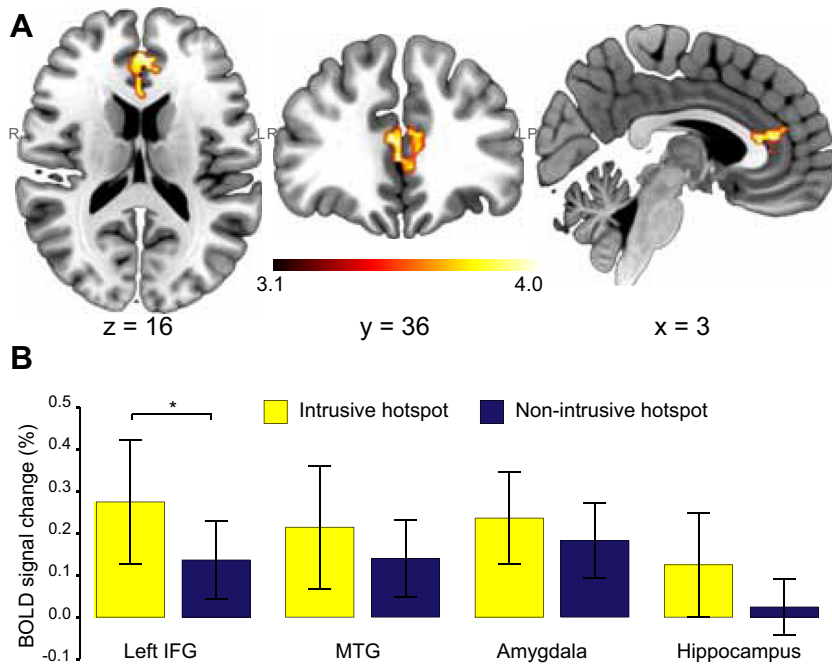 A
R
L R
L P
3.1
4.0
z = 16
y = 36
x = 3
B
BOLD signal change (%)
0.5
0.4
0.3
0.2
0.1
0.0
-0.1
*
Intrusive hotspot
Non-intrusive hotspot
Left IFG
MTG
Amygdala
Hippocampus